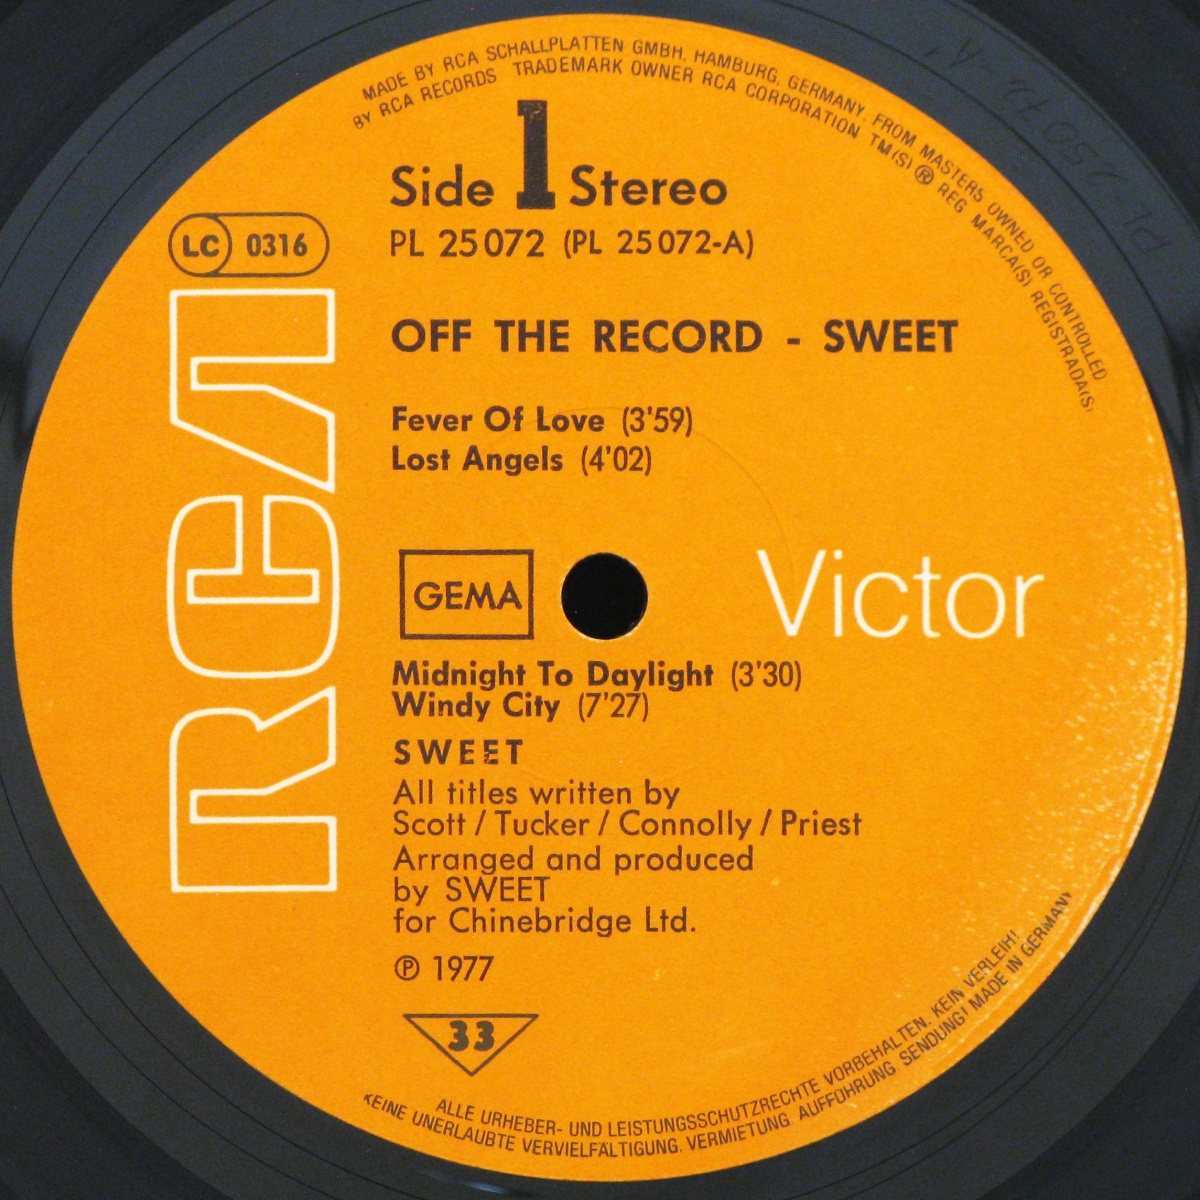 MADE BY RCA SCHALLPLATTEN GMBH, HAMBURG, GERMANY, FROM MASTERS OWNED OR CONTROLLED
BY RCA RECORDS TRADEMARK OWNER RCA CORPORATION TM(S) ® REG MARCA(S) REGISTRADA(S)
Side 1 Stereo
PL 25072 (PL 25072-A)
LC 0316
OFF THE RECORD - SWEET
Fever Of Love (3'59)
Lost Angels (4'02)
RCA
GEMA
Victor
Midnight To Daylight (3'30)
Windy City (7'27)
SWEET
All titles written by
Scott / Tucker / Connolly / Priest
Arranged and produced
by SWEET
for Chinebridge Ltd.
℗ 1977
33
ALLE URHEBER- UND LEISTUNGSSCHUTZRECHTE VORBEHALTEN. KEIN VERLEIH!
KEINE UNERLAUBTE VERVIELFÄLTIGUNG. VERMIETUNG. AUFFÜHRUNG. SENDUNG! MADE IN GERMANY